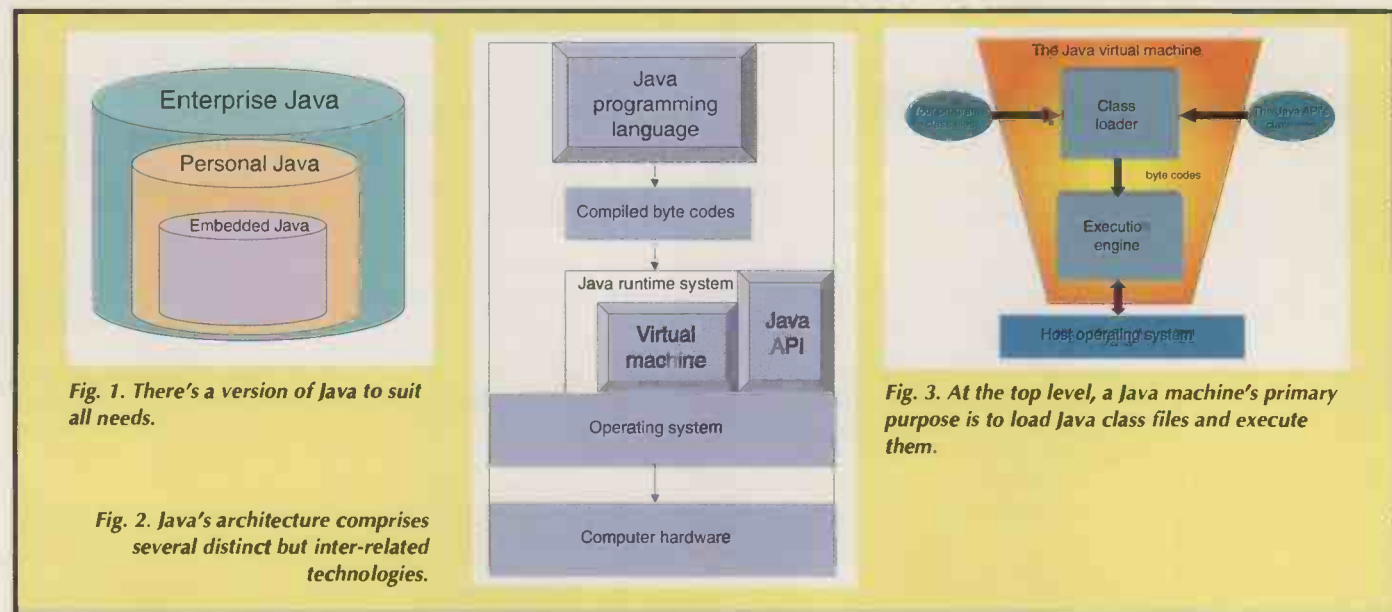 Enterprise Java
Personal Java
Embedded Java
Fig. 1. There's a version of Java to suit
all needs.
Java
programming
language
Compiled byte codes
Java runtime system
Virtual
machine
Java
API
Operating system
Computer hardware
Fig. 2. Java's architecture comprises
several distinct but inter-related
technologies.
The Java virtual machine
Class
loader
The Java API's
byte codes
Execution
engine
Host operating system
Fig. 3. At the top level, a Java machine's primary
purpose is to load Java class files and execute
them.